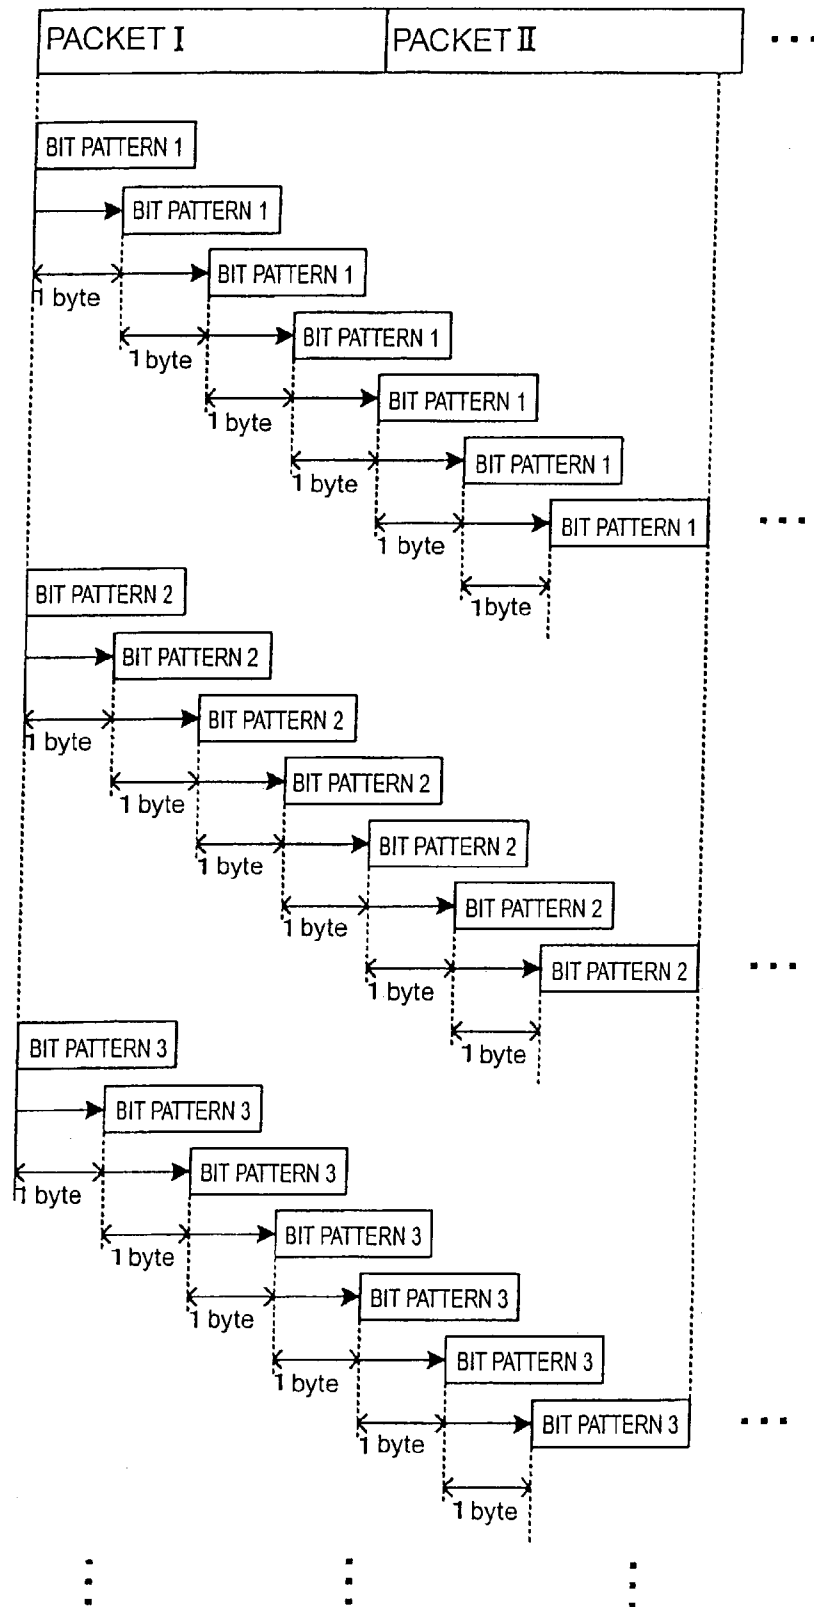 PACKET I PACKET II ...
BIT PATTERN 1
BIT PATTERN 1
BIT PATTERN 1
1 byte
BIT PATTERN 1
1 byte
BIT PATTERN 1
1 byte
BIT PATTERN 1
1 byte
BIT PATTERN 1 ...
1 byte
1 byte
BIT PATTERN 2
BIT PATTERN 2
BIT PATTERN 2
1 byte
BIT PATTERN 2
1 byte
BIT PATTERN 2
1 byte
BIT PATTERN 2
1 byte
BIT PATTERN 2 ...
1 byte
1 byte
BIT PATTERN 3
BIT PATTERN 3
BIT PATTERN 3
1 byte
BIT PATTERN 3
1 byte
BIT PATTERN 3
1 byte
BIT PATTERN 3
1 byte
BIT PATTERN 3 ...
1 byte
1 byte